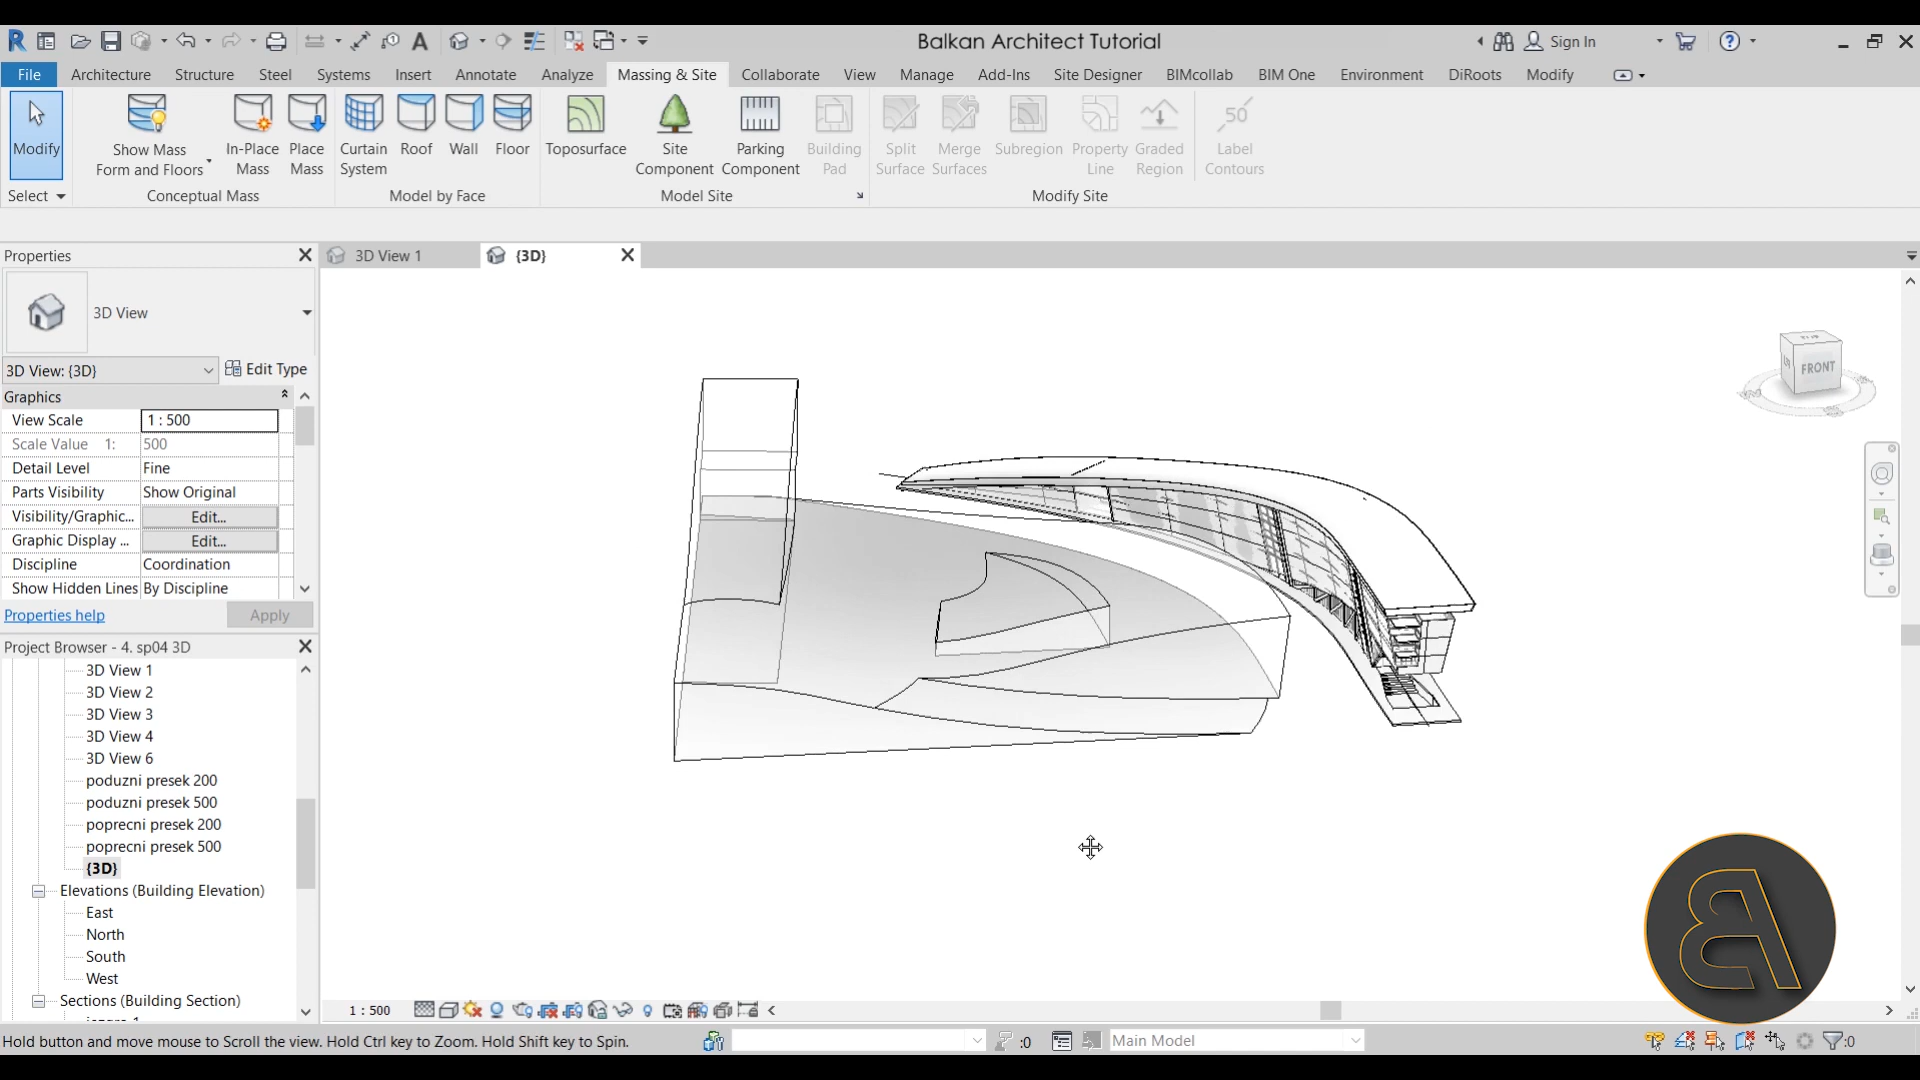 Balkan Architect Tutorial
Sign In
File Architecture Structure Steel Systems Insert Annotate Analyze Massing & Site Collaborate View Manage Add-Ins Site Designer BIMcollab BIM One Environment DiRoots Modify
Modify
Show Mass
Form and Floors
In-Place
Mass
Place
Mass
Curtain
System
Roof
Wall
Floor
Toposurface
Site
Component
Parking
Component
Building
Pad
Split
Surface
Merge
Surfaces
Subregion
Property
Line
Graded
Region
50
Label
Contours
Select
Conceptual Mass
Model by Face
Model Site
Modify Site
Properties
3D View 1
{3D}
3D View
3D View: {3D}
Edit Type
Graphics
View Scale 1 : 500
Scale Value 1: 500
Detail Level Fine
Parts Visibility Show Original
Visibility/Graphic... Edit...
Graphic Display ... Edit...
Discipline Coordination
Show Hidden Lines By Discipline
Properties help
Apply
FRONT
Project Browser - 4. sp04 3D
3D View 1
3D View 2
3D View 3
3D View 4
3D View 6
poduzni presek 200
poduzni presek 500
poprecni presek 200
poprecni presek 500
{3D}
Elevations (Building Elevation)
East
North
South
West
Sections (Building Section)
1 : 500
Hold button and move mouse to Scroll the view. Hold Ctrl key to Zoom. Hold Shift key to Spin.
:0
Main Model
:0